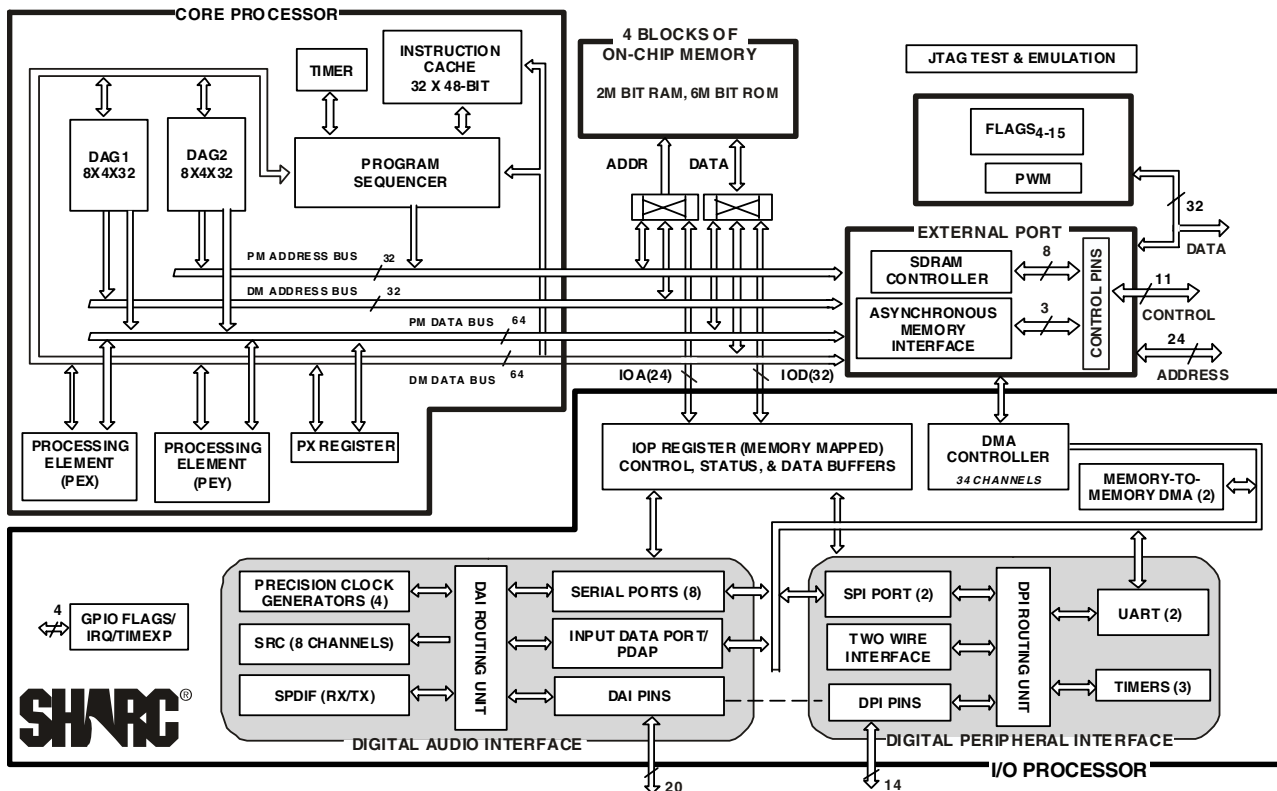 CORE PROCESSOR
TIMER
INSTRUCTION
CACHE
32 X 48-BIT
DAG1
8X4X32
DAG2
8X4X32
PROGRAM
SEQUENCER
PM ADDRESS BUS
32
DM ADDRESS BUS
32
PM DATA BUS
64
DM DATA BUS
64
PROCESSING
ELEMENT
(PEX)
PROCESSING
ELEMENT
(PEY)
PX REGISTER
4 BLOCKS OF
ON-CHIP MEMORY
2M BIT RAM, 6M BIT ROM
ADDR
DATA
IOA(24)
IOD(32)
JTAG TEST & EMULATION
FLAGS4-15
PWM
32
DATA
EXTERNAL PORT
SDRAM
CONTROLLER
8
ASYNCHRONOUS
MEMORY
INTERFACE
3
CONTROL PINS
11
CONTROL
24
ADDRESS
IOP REGISTER (MEMORY MAPPED)
CONTROL, STATUS, & DATA BUFFERS
DMA
CONTROLLER
34 CHANNELS
MEMORY-TO-
MEMORY DMA (2)
4
GPIO FLAGS/
IRQ/TIMEXP
SHARC®
PRECISION CLOCK
GENERATORS (4)
SRC (8 CHANNELS)
SPDIF (RX/TX)
DAI ROUTING UNIT
SERIAL PORTS (8)
INPUT DATA PORT/
PDAP
DAI PINS
DIGITAL AUDIO INTERFACE
20
SPI PORT (2)
TWO WIRE
INTERFACE
DPI PINS
DPI ROUTING UNIT
UART (2)
TIMERS (3)
DIGITAL PERIPHERAL INTERFACE
14
I/O PROCESSOR